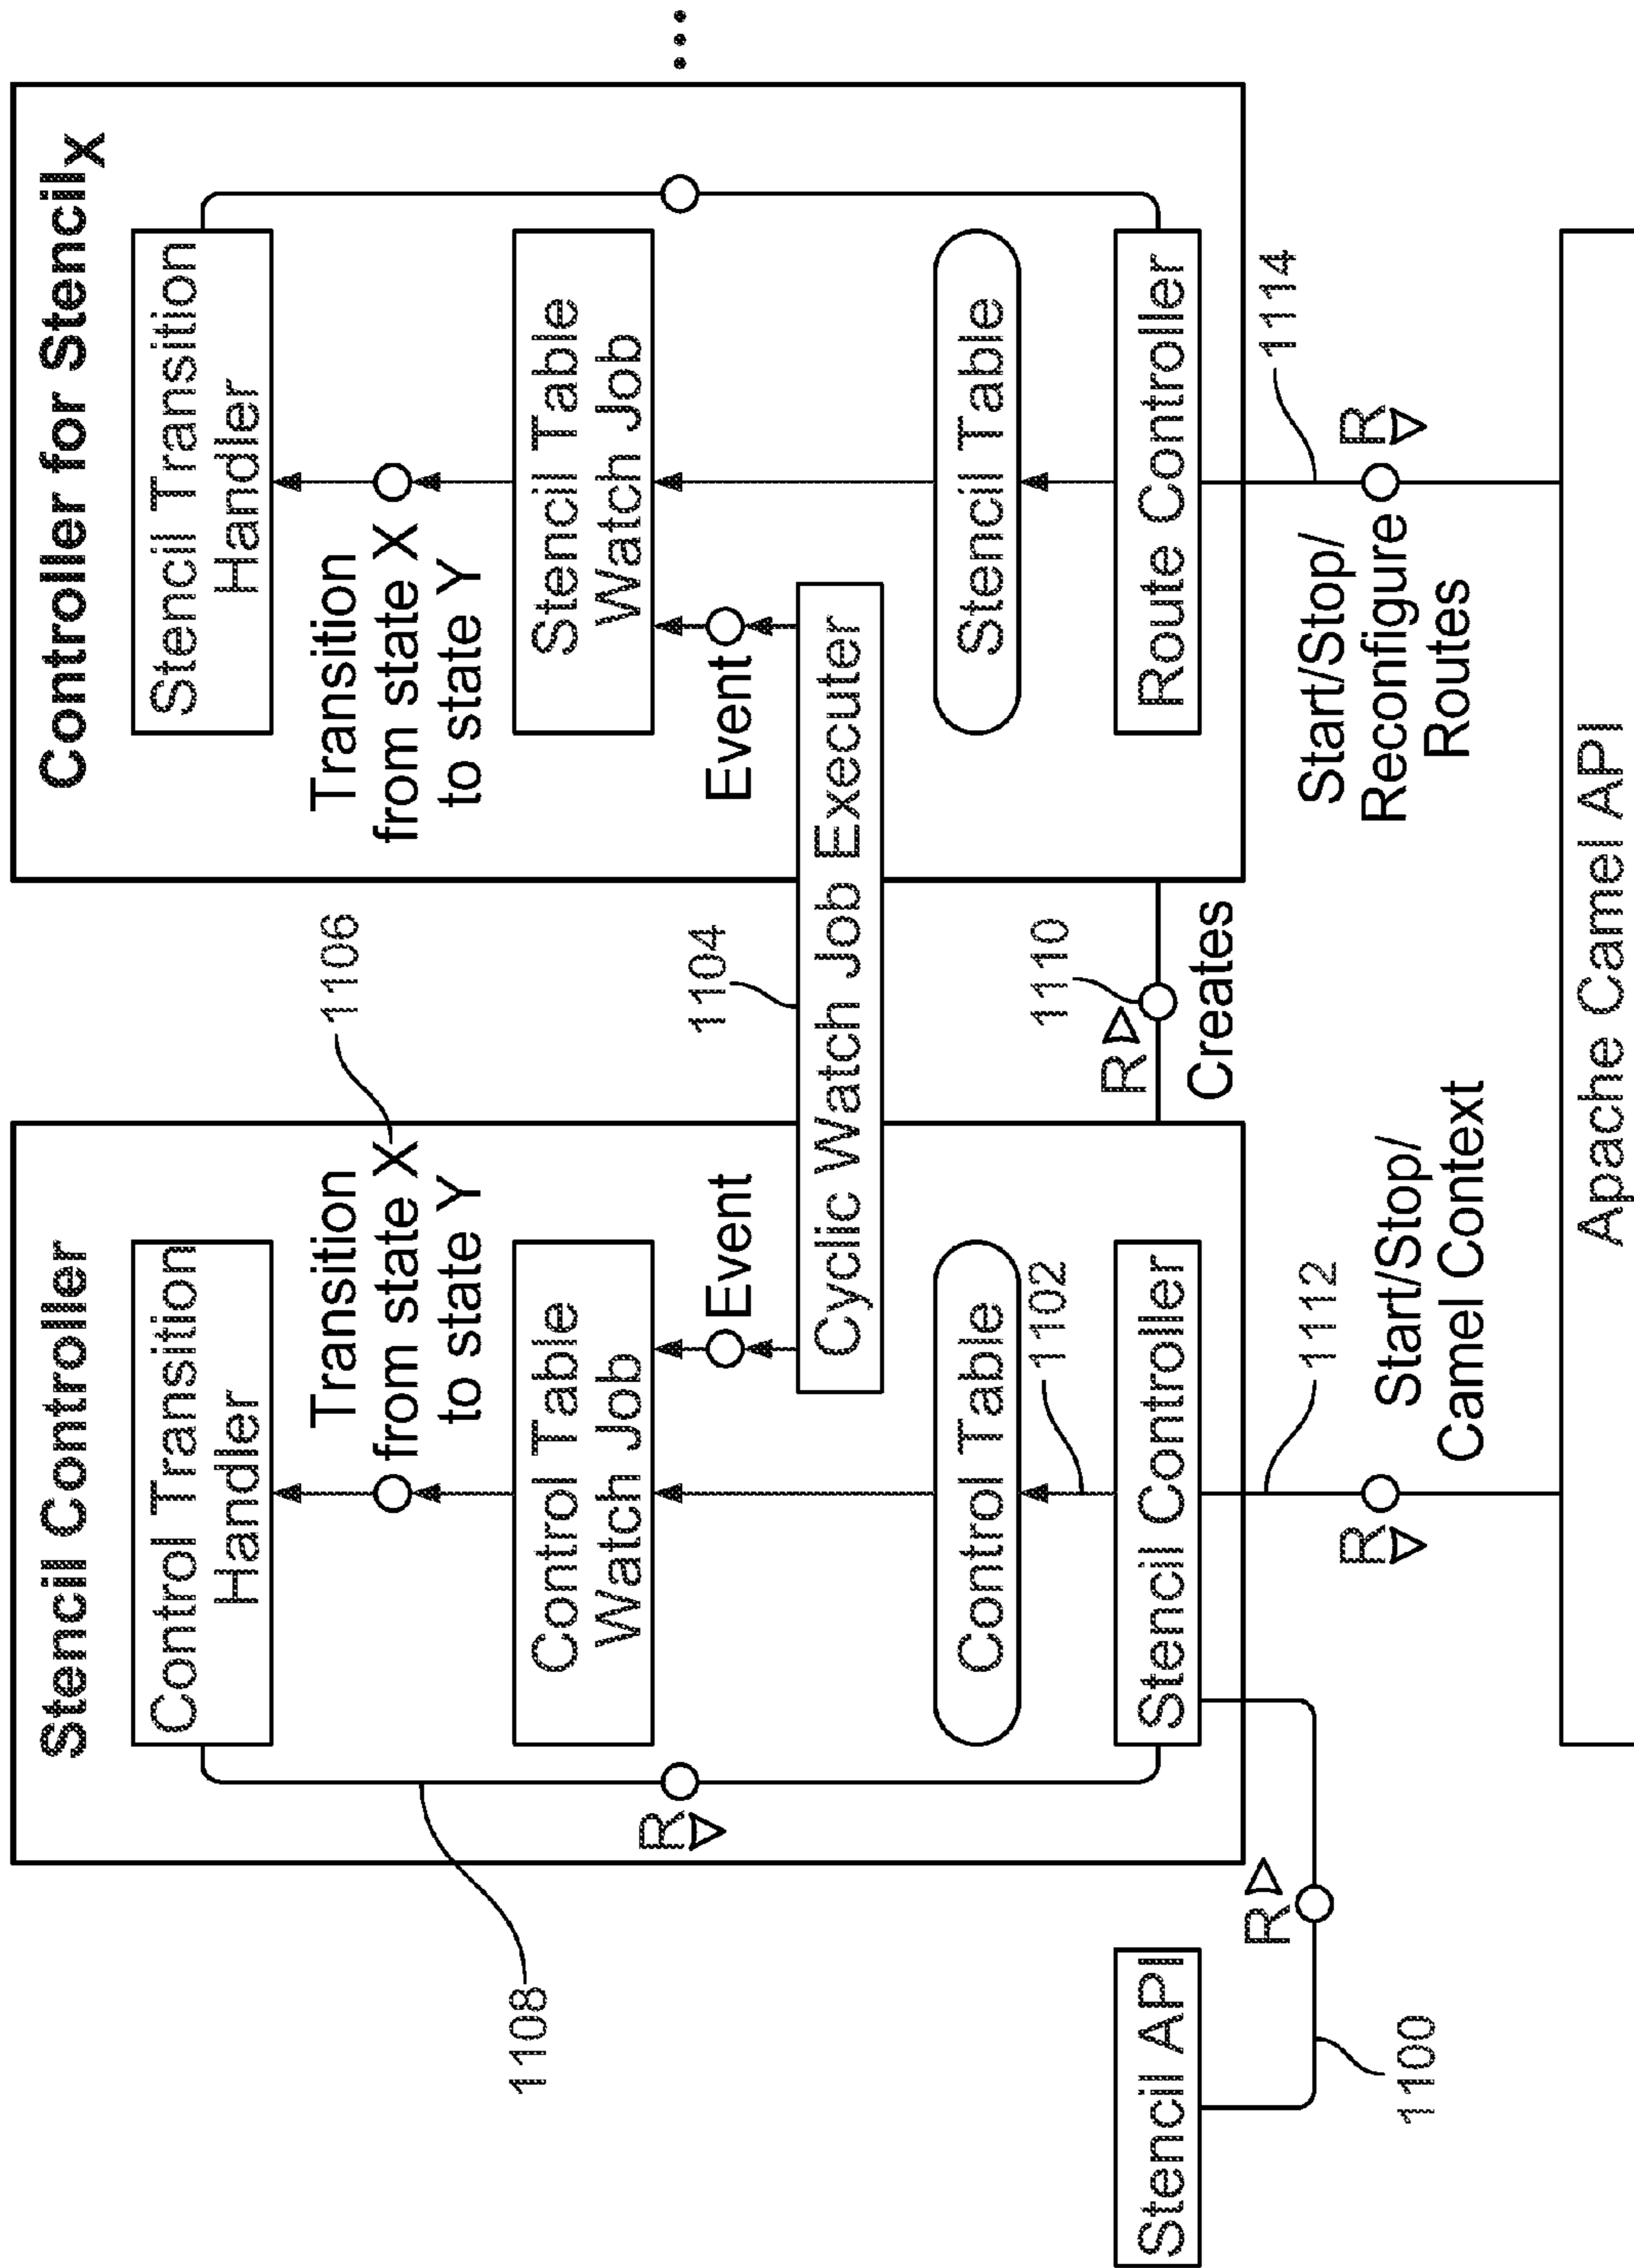 Stencil Controller
Control Transition
Handler
Transition
from state X
to state Y
1106
Control Table
Watch Job
Event
1104
Cyclic Watch Job Executer
Control Table
1102
Stencil Controller
R
1108
Stencil API
R
1100
R
1110
Creates
1112
R
Start/Stop/
Camel Context
Controller for Stencilx
Stencil Transition
Handler
Transition
from state X
to state Y
Stencil Table
Watch Job
Event
Stencil Table
Route Controller
1114
R
Start/Stop/
Reconfigure
Routes
...
Apache Camel API